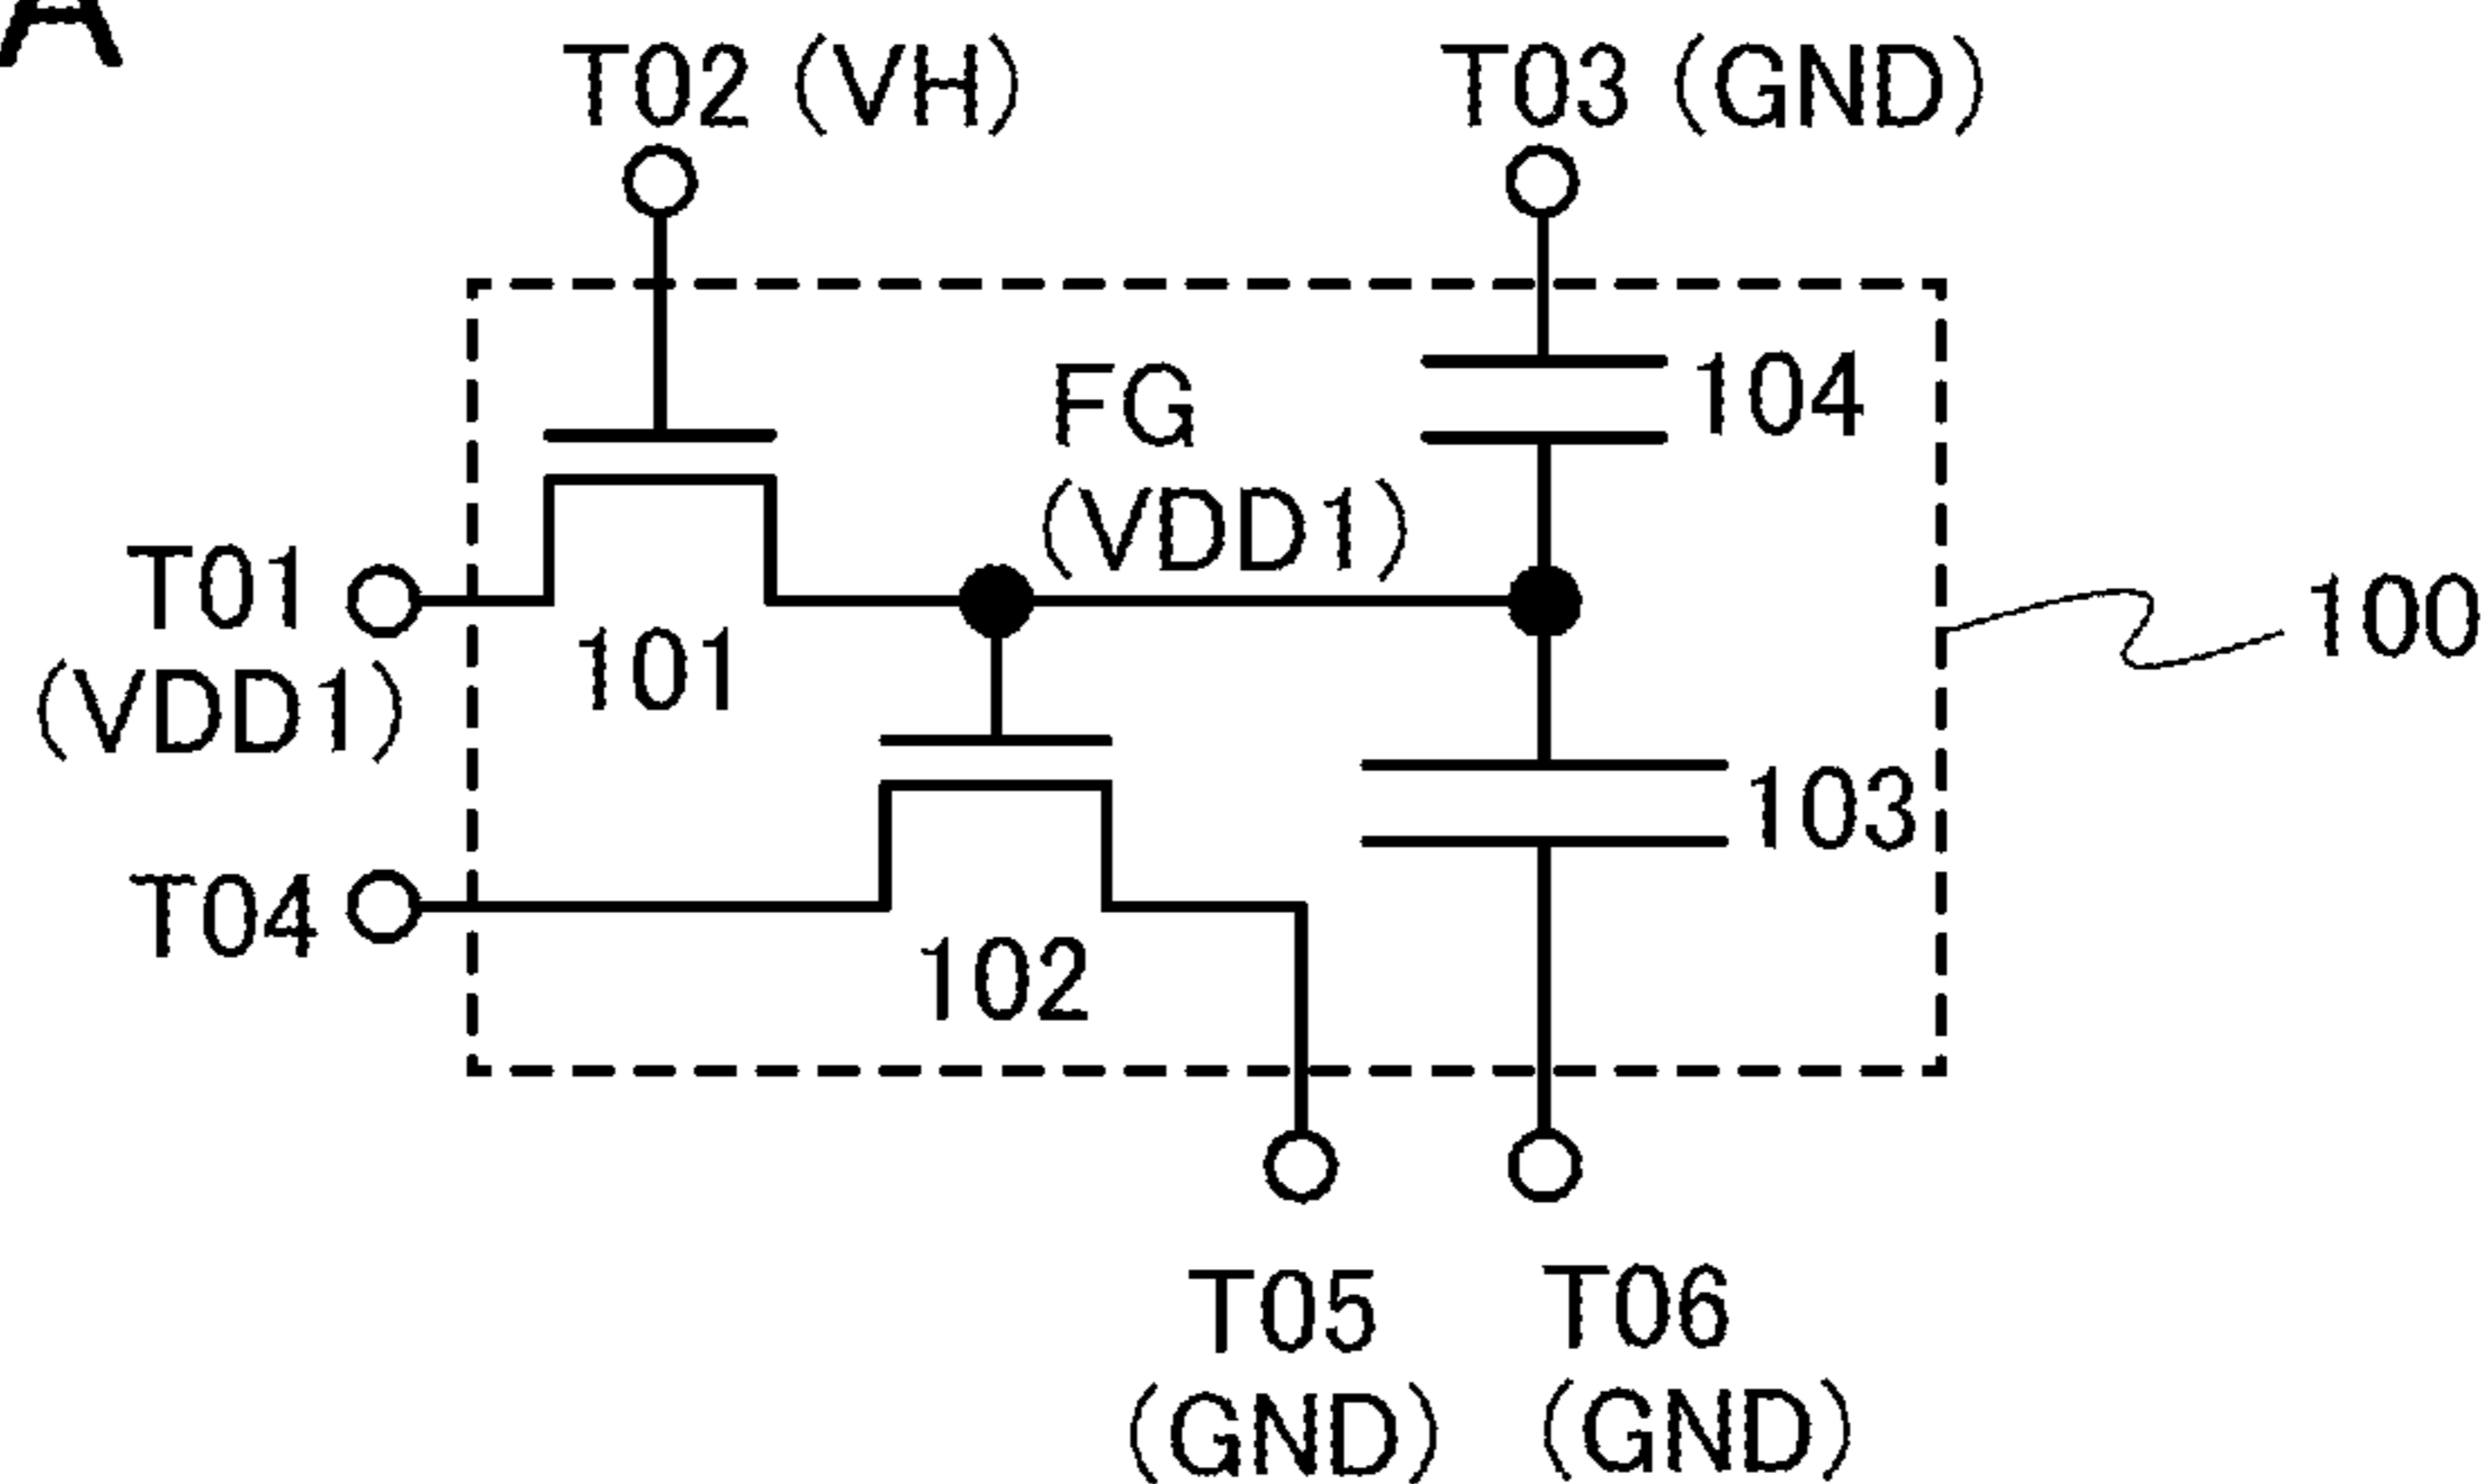 A
T02 (VH)
T03 (GND)
FG
(VDD1)
104
T01
(VDD1)
101
100
103
T04
102
T05
(GND)
T06
(GND)